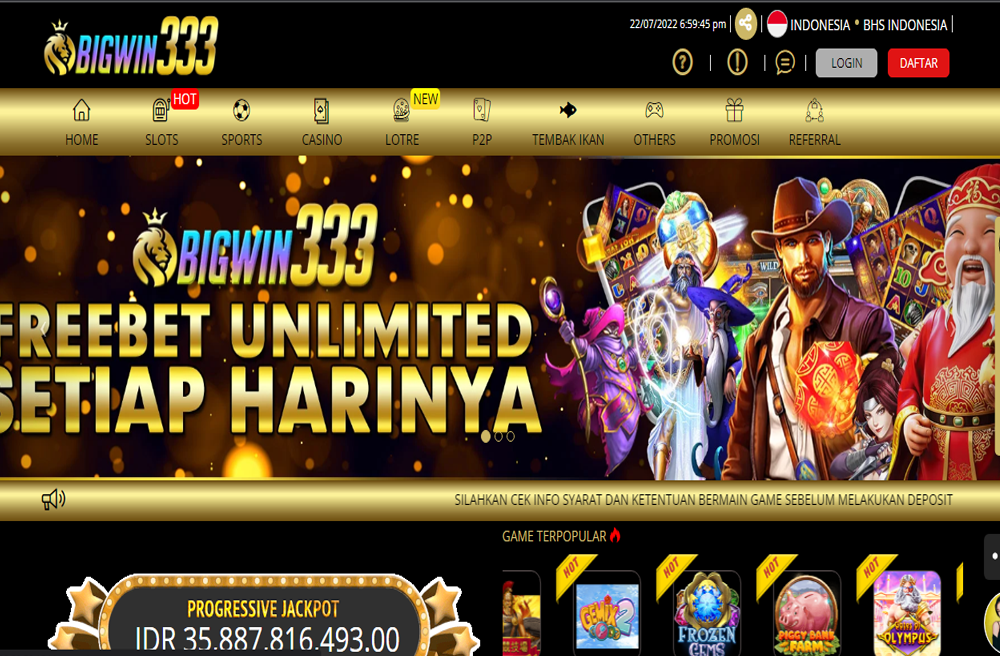 BIGWIN333
22/07/2022 6:59:45 pm
INDONESIA • BHS INDONESIA
LOGIN
DAFTAR
HOT
NEW
HOME
SLOTS
SPORTS
CASINO
LOTRE
P2P
TEMBAK IKAN
OTHERS
PROMOSI
REFERRAL
BIGWIN333
WILD
FREEBET UNLIMITED
SETIAP HARINYA
SILAHKAN CEK INFO SYARAT DAN KETENTUAN BERMAIN GAME SEBELUM MELAKUKAN DEPOSIT
GAME TERPOPULAR
HOT
HOT
HOT
HOT
PROGRESSIVE JACKPOT
IDR 35.887.816.493.00
GEMIX 2
FROZEN GEMS
PIGGY BANK FARM
GATES OF OLYMPUS